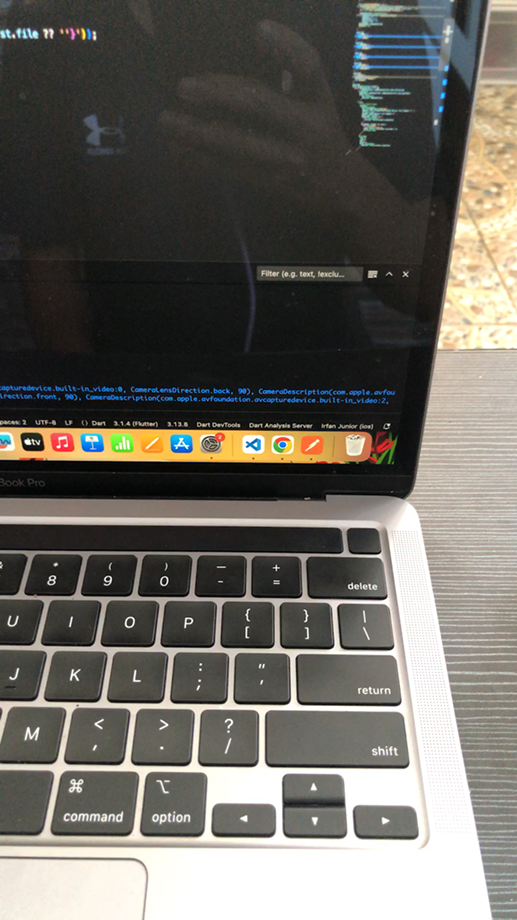 st.file ?? ''}'));
Filter (e.g. text, !exclu...
capturedevice.built-in_video:0, CameraLensDirection.back, 90), CameraDescription(com.apple.avfou
irection.front, 90), CameraDescription(com.apple.avfoundation.avcapturedevice.built-in_video:2,
paces: 2 UTF-8 LF {} Dart 3.1.4 (Flutter) 3.13.8 Dart DevTools Dart Analysis Server Irfan Junior (ios)
tv
Book Pro
* ( ) — +
8 9 0 - = delete
U I O P { [ } ] | \
J K L : ; " ' return
M < , > . ? / shift
⌘ ⌥
command option
◀ ▲ ▼ ▶